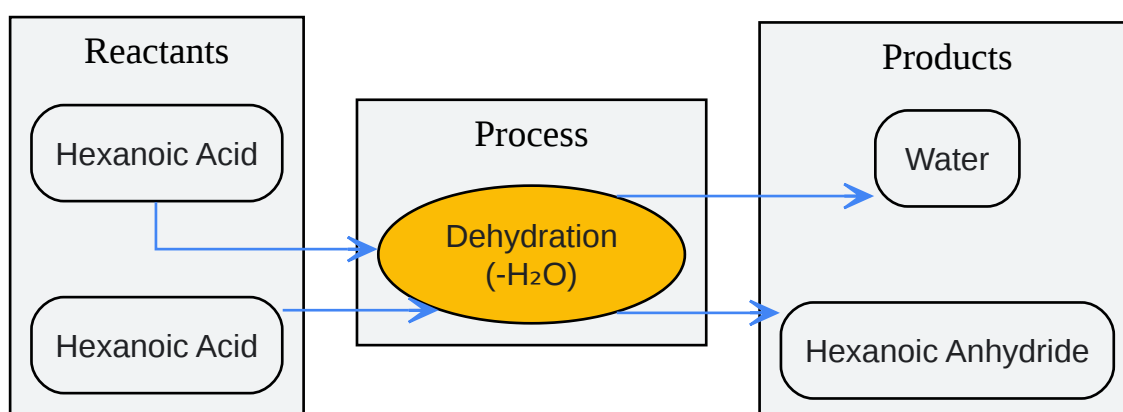 Reactants
Hexanoic Acid
Hexanoic Acid
Process
Dehydration
(-H₂O)
Products
Water
Hexanoic Anhydride